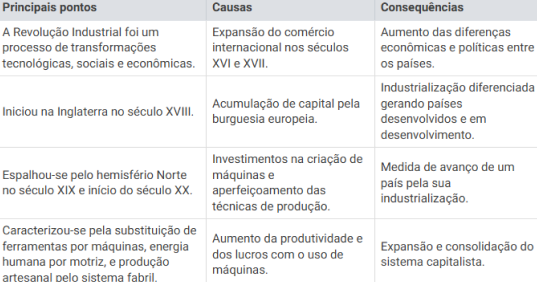 Principais pontos
Causas
Consequências
A Revolução Industrial foi um
processo de transformações
tecnológicas, sociais e econômicas.
Expansão do comércio
internacional nos séculos
XVI e XVII.
Aumento das diferenças
econômicas e políticas entre
os países.
Iniciou na Inglaterra no século XVIII.
Acumulação de capital pela
burguesia europeia.
Industrialização diferenciada
gerando países
desenvolvidos e em
desenvolvimento.
Espalhou-se pelo hemisfério Norte
no século XIX e início do século XX.
Investimentos na criação de
máquinas e
aperfeiçoamento das
técnicas de produção.
Medida de avanço de um
país pela sua
industrialização.
Caracterizou-se pela substituição de
ferramentas por máquinas, energia
humana por motriz, e produção
artesanal pelo sistema fabril.
Aumento da produtividade e
dos lucros com o uso de
máquinas.
Expansão e consolidação do
sistema capitalista.